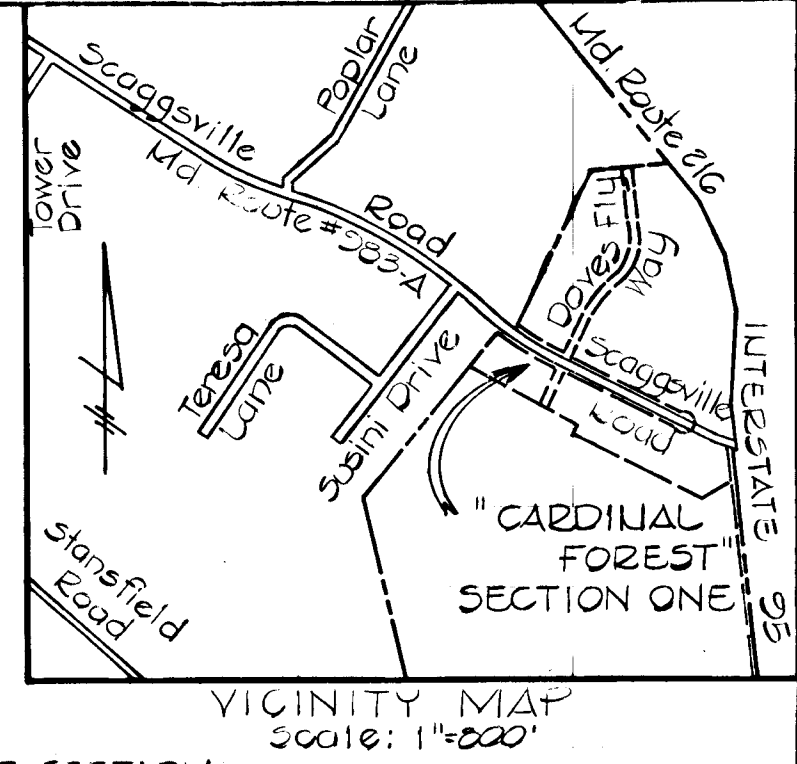 Scaggsville
Md. Route #983-A
Road
Poplar
Lane
Md. Route 216
Tower
Drive
Doves Fly
Way
Teresa
Lane
Susini Drive
Scaggsville
Road
INTERSTATE 95
"CARDINAL
FOREST"
SECTION ONE
Stansfield
Road
VICINITY MAP
Scale: 1"=800'